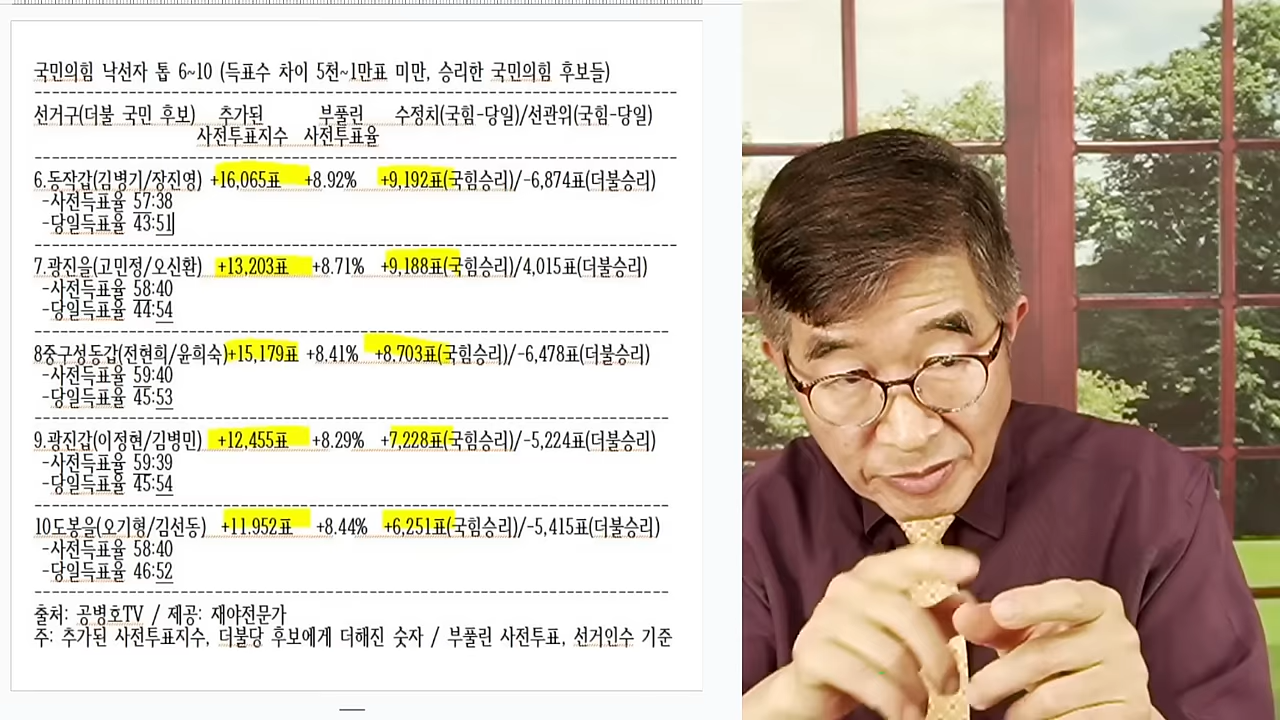 국민의힘 낙선자 톱 6~10 (득표수 차이 5천~1만표 미만, 승리한 국민의힘 후보들)
선거구(더불 국민 후보) 추가된 부풀린 수정치(국힘-당일)/선관위(국힘-당일)
사전투표지수 사전투표율
6.동작갑(김병기/장진영) +16,065표 +8.92% +9,192표(국힘승리)/-6,874표(더불승리)
-사전득표율 57:38
-당일득표율 43:51
7.광진을(고민정/오신환) +13,203표 +8.71% +9,188표(국힘승리)/4,015표(더불승리)
-사전득표율 58:40
-당일득표율 44:54
8중구성동갑(전현희/윤희숙)+15,179표 +8.41% +8,703표(국힘승리)/-6,478표(더불승리)
-사전득표율 59:40
-당일득표율 45:53
9.광진갑(이정현/김병민) +12,455표 +8.29% +7,228표(국힘승리)/-5,224표(더불승리)
-사전득표율 59:39
-당일득표율 45:54
10도봉을(오기형/김선동) +11,952표 +8.44% +6,251표(국힘승리)/-5,415표(더불승리)
-사전득표율 58:40
-당일득표율 46:52
출처: 공병호TV / 제공: 재야전문가
주: 추가된 사전투표지수, 더불당 후보에게 더해진 숫자 / 부풀린 사전투표, 선거인수 기준